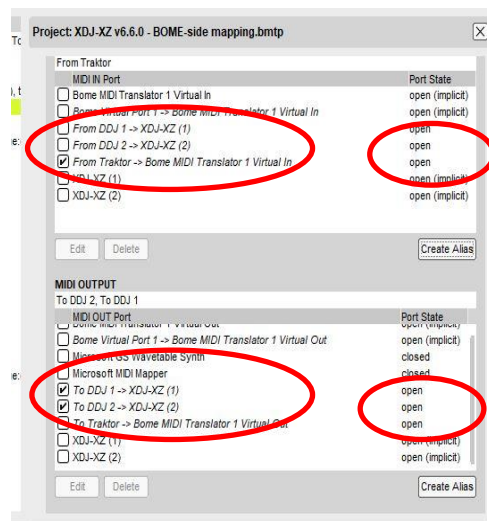 Project: XDJ-XZ v6.6.0 - BOME-side mapping.bmtp
To
From Traktor
MIDI IN Port Port State
Bome MIDI Translator 1 Virtual In open (implicit)
), t
Bome Virtual Port 1 -> Bome MIDI Translator 1 Virtual In open (implicit)
From DDJ 1 -> XDJ-XZ (1) open
From DDJ 2 -> XDJ-XZ (2) open
From Traktor -> Bome MIDI Translator 1 Virtual In open
XDJ-XZ (1) open (implicit)
XDJ-XZ (2) open (implicit)
Edit Delete Create Alias
MIDI OUTPUT
To DDJ 2, To DDJ 1
MIDI OUT Port Port State
Bome MIDI Translator 1 Virtual Out open (implicit)
Bome Virtual Port 1 -> Bome MIDI Translator 1 Virtual Out open (implicit)
Microsoft GS Wavetable Synth closed
Microsoft MIDI Mapper closed
To DDJ 1 -> XDJ-XZ (1) open
To DDJ 2 -> XDJ-XZ (2) open
To Traktor -> Bome MIDI Translator 1 Virtual Out open
XDJ-XZ (1) open (implicit)
XDJ-XZ (2) open (implicit)
Edit Delete Create Alias